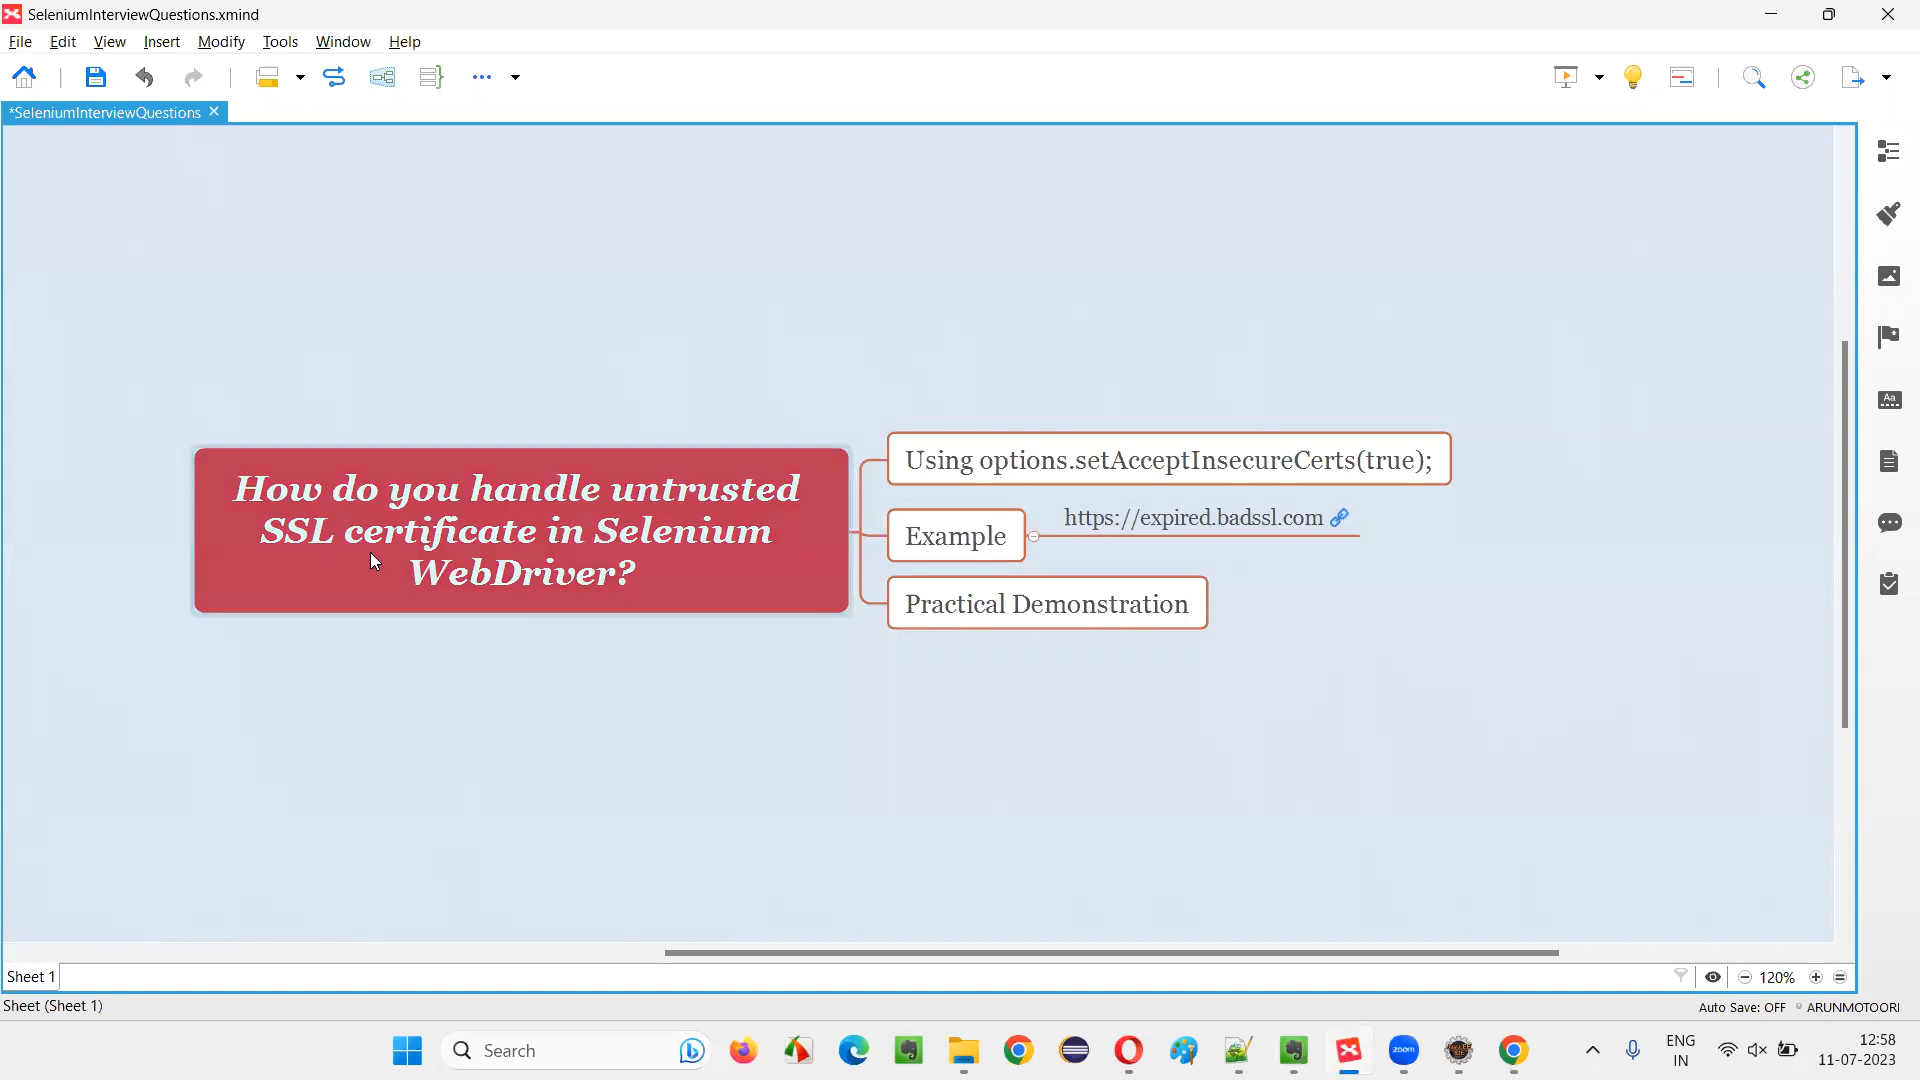 SeleniumInterviewQuestions.xmind
File Edit View Insert Modify Tools Window Help
*SeleniumInterviewQuestions
How do you handle untrusted
SSL certificate in Selenium
WebDriver?
Using options.setAcceptInsecureCerts(true);
Example
https://expired.badssl.com
Practical Demonstration
Aa
Sheet 1
120%
Sheet (Sheet 1)
Auto Save: OFF
ARUNMOTOORI
Search
zoom
ENG
IN
12:58
11-07-2023